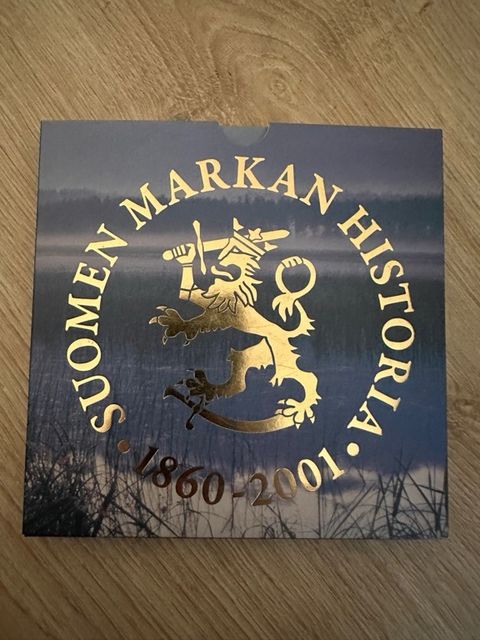 SUOMEN MARKAN HISTORIA
• 1860-2001 •